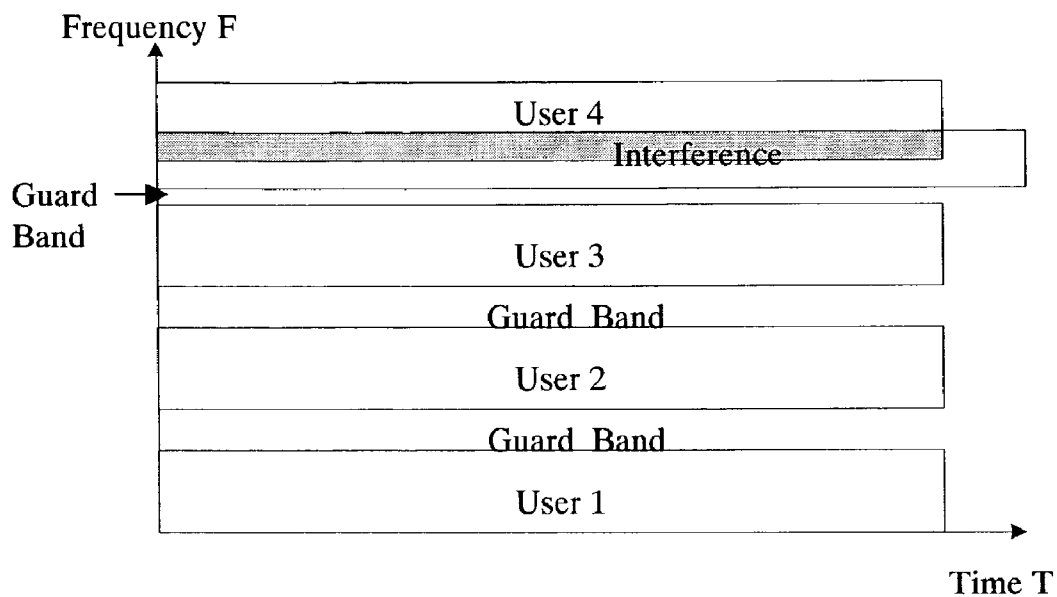 Frequency F
User 4
Interference
Guard
Band
User 3
Guard Band
User 2
Guard Band
User 1
Time T